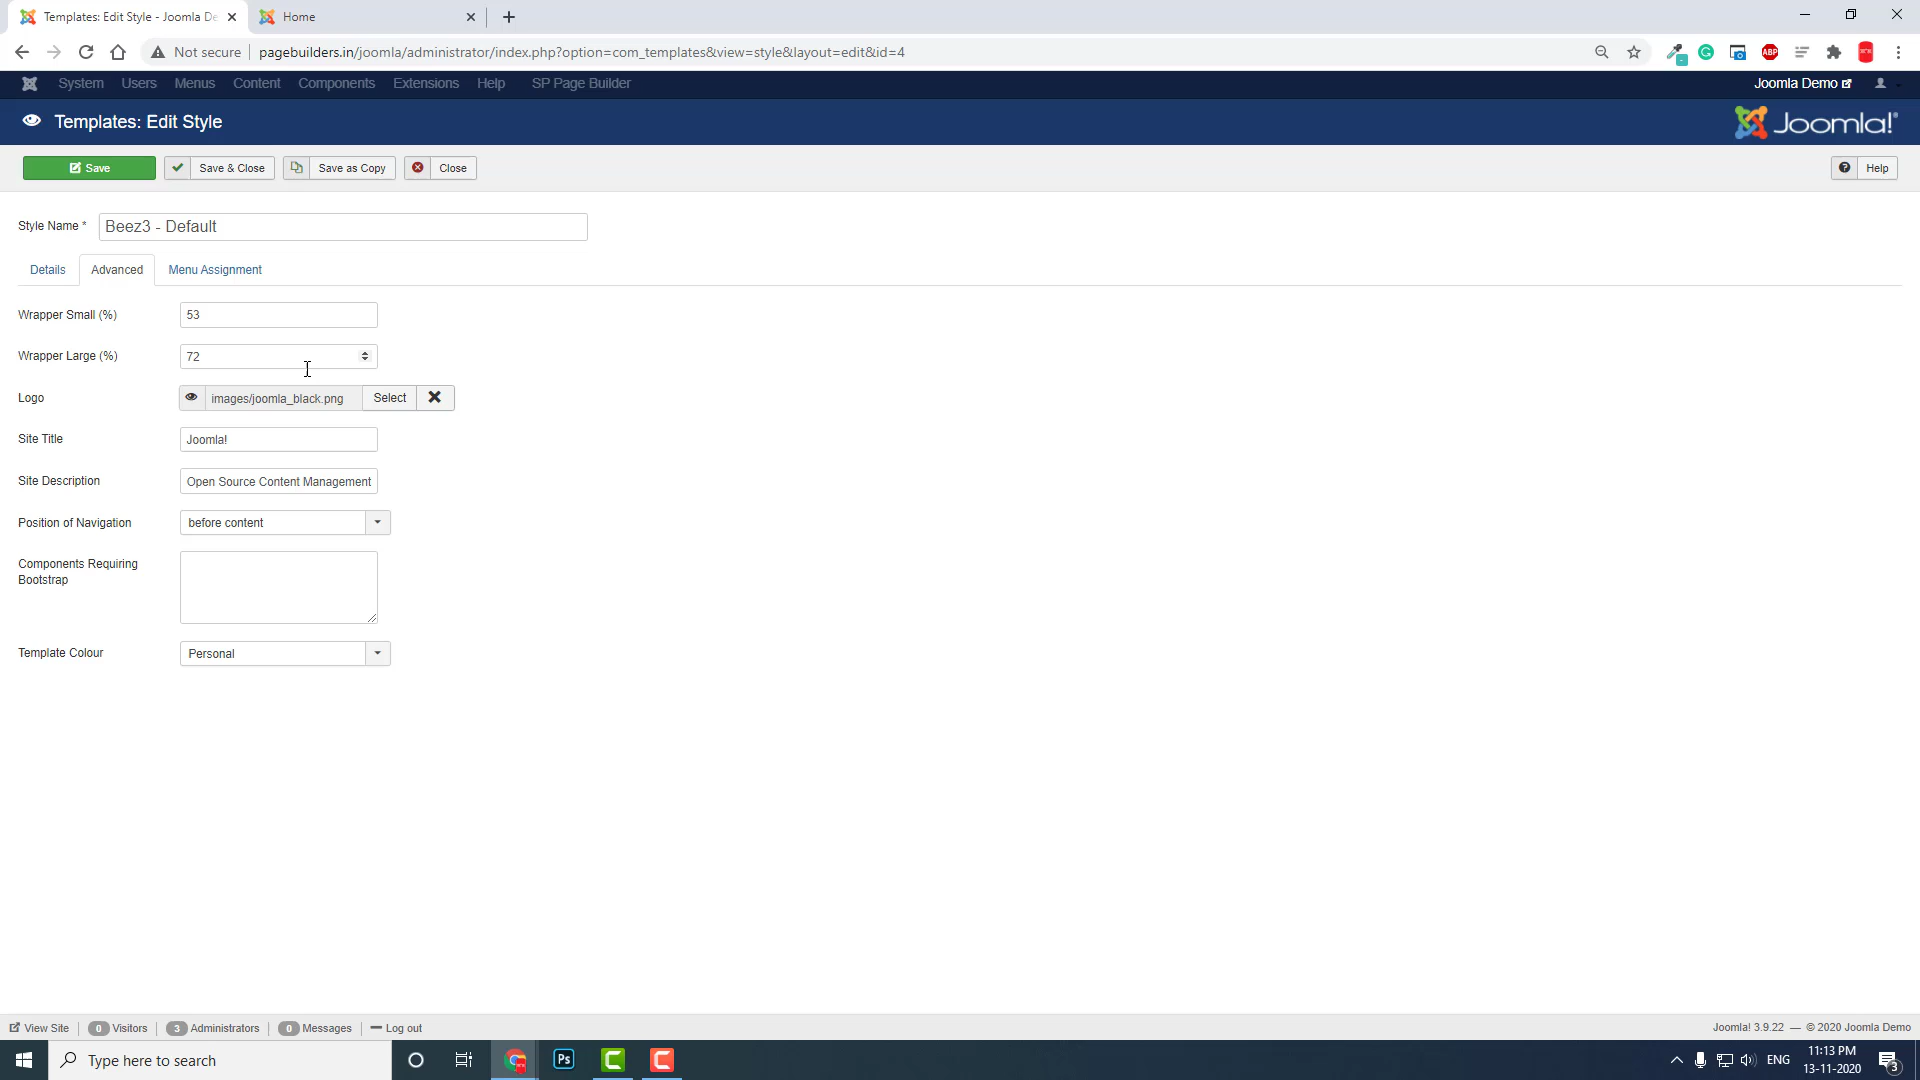 Templates: Edit Style - Joomla De
Home
Not secure
pagebuilders.in/joomla/administrator/index.php?option=com_templates&view=style&layout=edit&id=4
ABP
System Users Menus Content Components Extensions Help SP Page Builder
Joomla Demo
Templates: Edit Style
Joomla!®
Save
Save & Close
Save as Copy
Close
Help
Style Name *
Beez3 - Default
Details
Advanced
Menu Assignment
Wrapper Small (%)
53
Wrapper Large (%)
72
Logo
images/joomla_black.png
Select
Site Title
Joomla!
Site Description
Open Source Content Management
Position of Navigation
before content
Components Requiring
Bootstrap
Template Colour
Personal
View Site
0 Visitors
3 Administrators
0 Messages
Log out
Joomla! 3.9.22 — © 2020 Joomla Demo
Type here to search
Ps
ENG
11:13 PM
13-11-2020
3